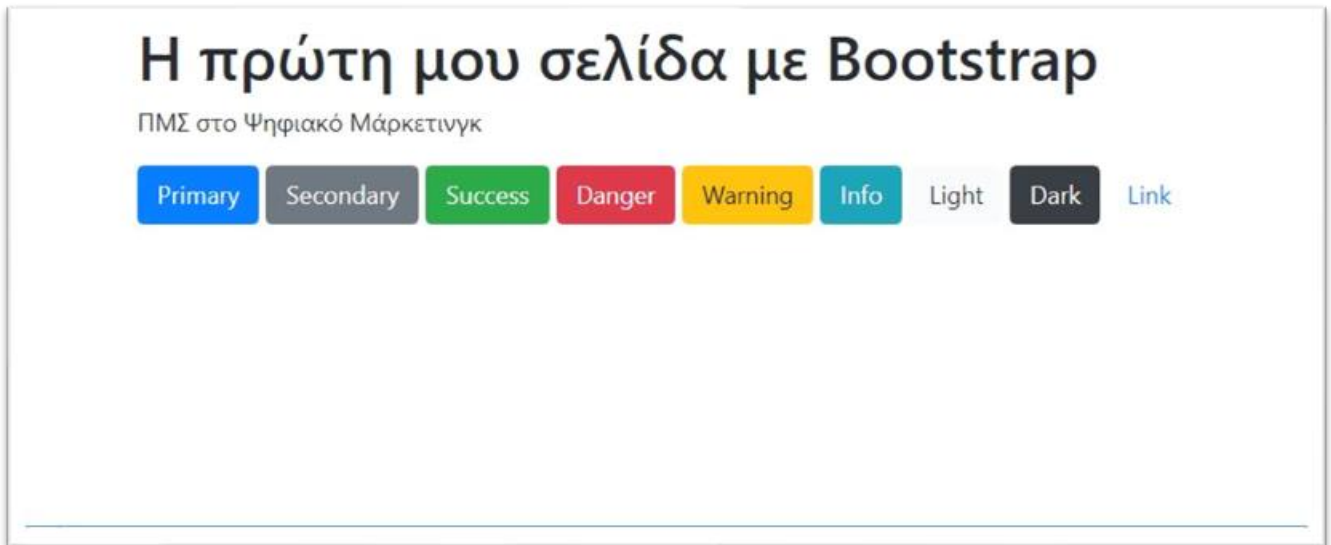 Η πρώτη μου σελίδα με Bootstrap
ΠΜΣ στο Ψηφιακό Μάρκετινγκ
Primary Secondary Success Danger Warning Info Light Dark Link